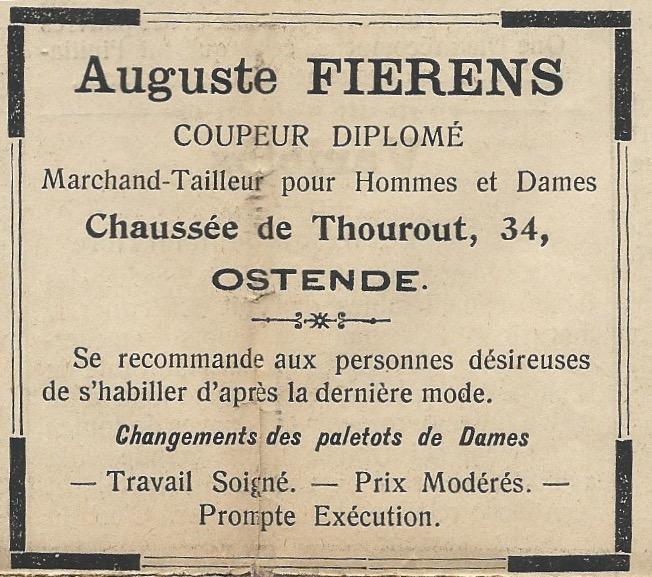 Auguste FIERENS
COUPEUR DIPLOMÉ
Marchand-Tailleur pour Hommes et Dames
Chaussée de Thourout, 34,
OSTENDE.
Se recommande aux personnes désireuses
de s'habiller d'après la dernière mode.
Changements des paletots de Dames
— Travail Soigné. — Prix Modérés. —
Prompte Exécution.